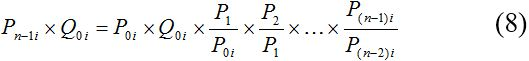 P_{n-1i} × Q_{0i} = P_{0i} × Q_{0i} × \frac{P_1}{P_{0i}} × \frac{P_2}{P_1} × … × \frac{P_{(n-1)i}}{P_{(n-2)i}} (8)